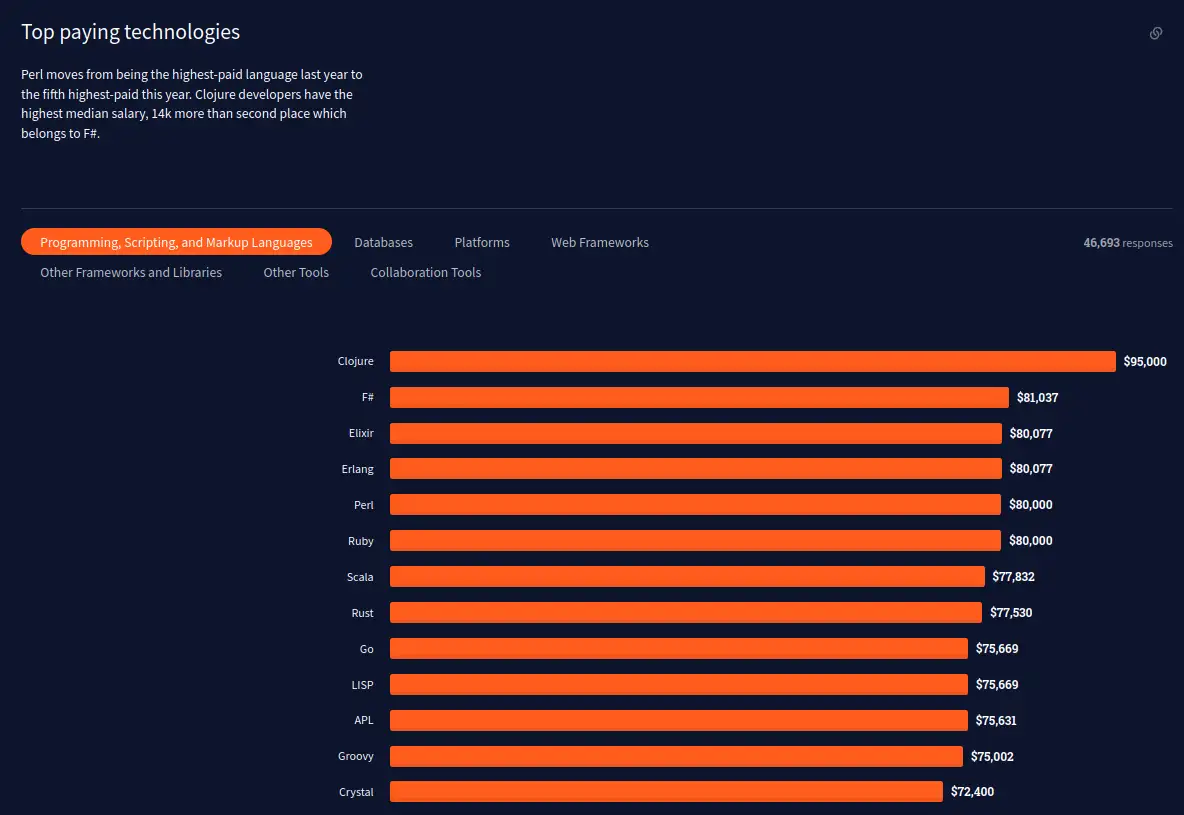 Top paying technologies
Perl moves from being the highest-paid language last year to
the fifth highest-paid this year. Clojure developers have the
highest median salary, 14k more than second place which
belongs to F#.
Programming, Scripting, and Markup Languages Databases Platforms Web Frameworks 46,693 responses
Other Frameworks and Libraries Other Tools Collaboration Tools
Clojure $95,000
F# $81,037
Elixir $80,077
Erlang $80,077
Perl $80,000
Ruby $80,000
Scala $77,832
Rust $77,530
Go $75,669
LISP $75,669
APL $75,631
Groovy $75,002
Crystal $72,400